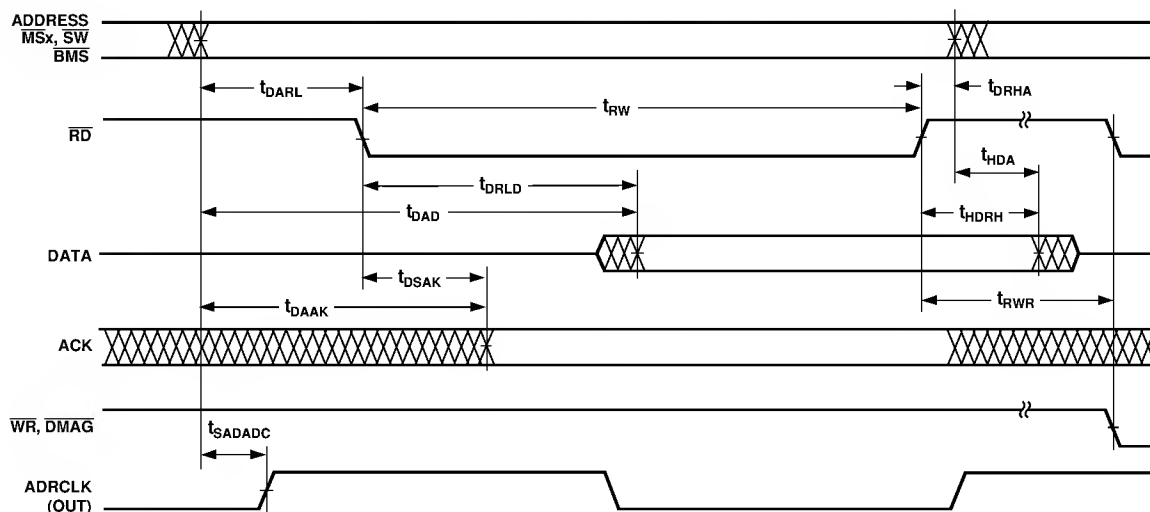 ADDRESS
MSx, SW
BMS
tDARL
tRW
tDRHA
RD
tHDA
tDRLD
tDAD
tHDRH
DATA
tDSAK
tDAAK
tRWR
ACK
WR, DMAG
tSADADC
ADRCLK
(OUT)